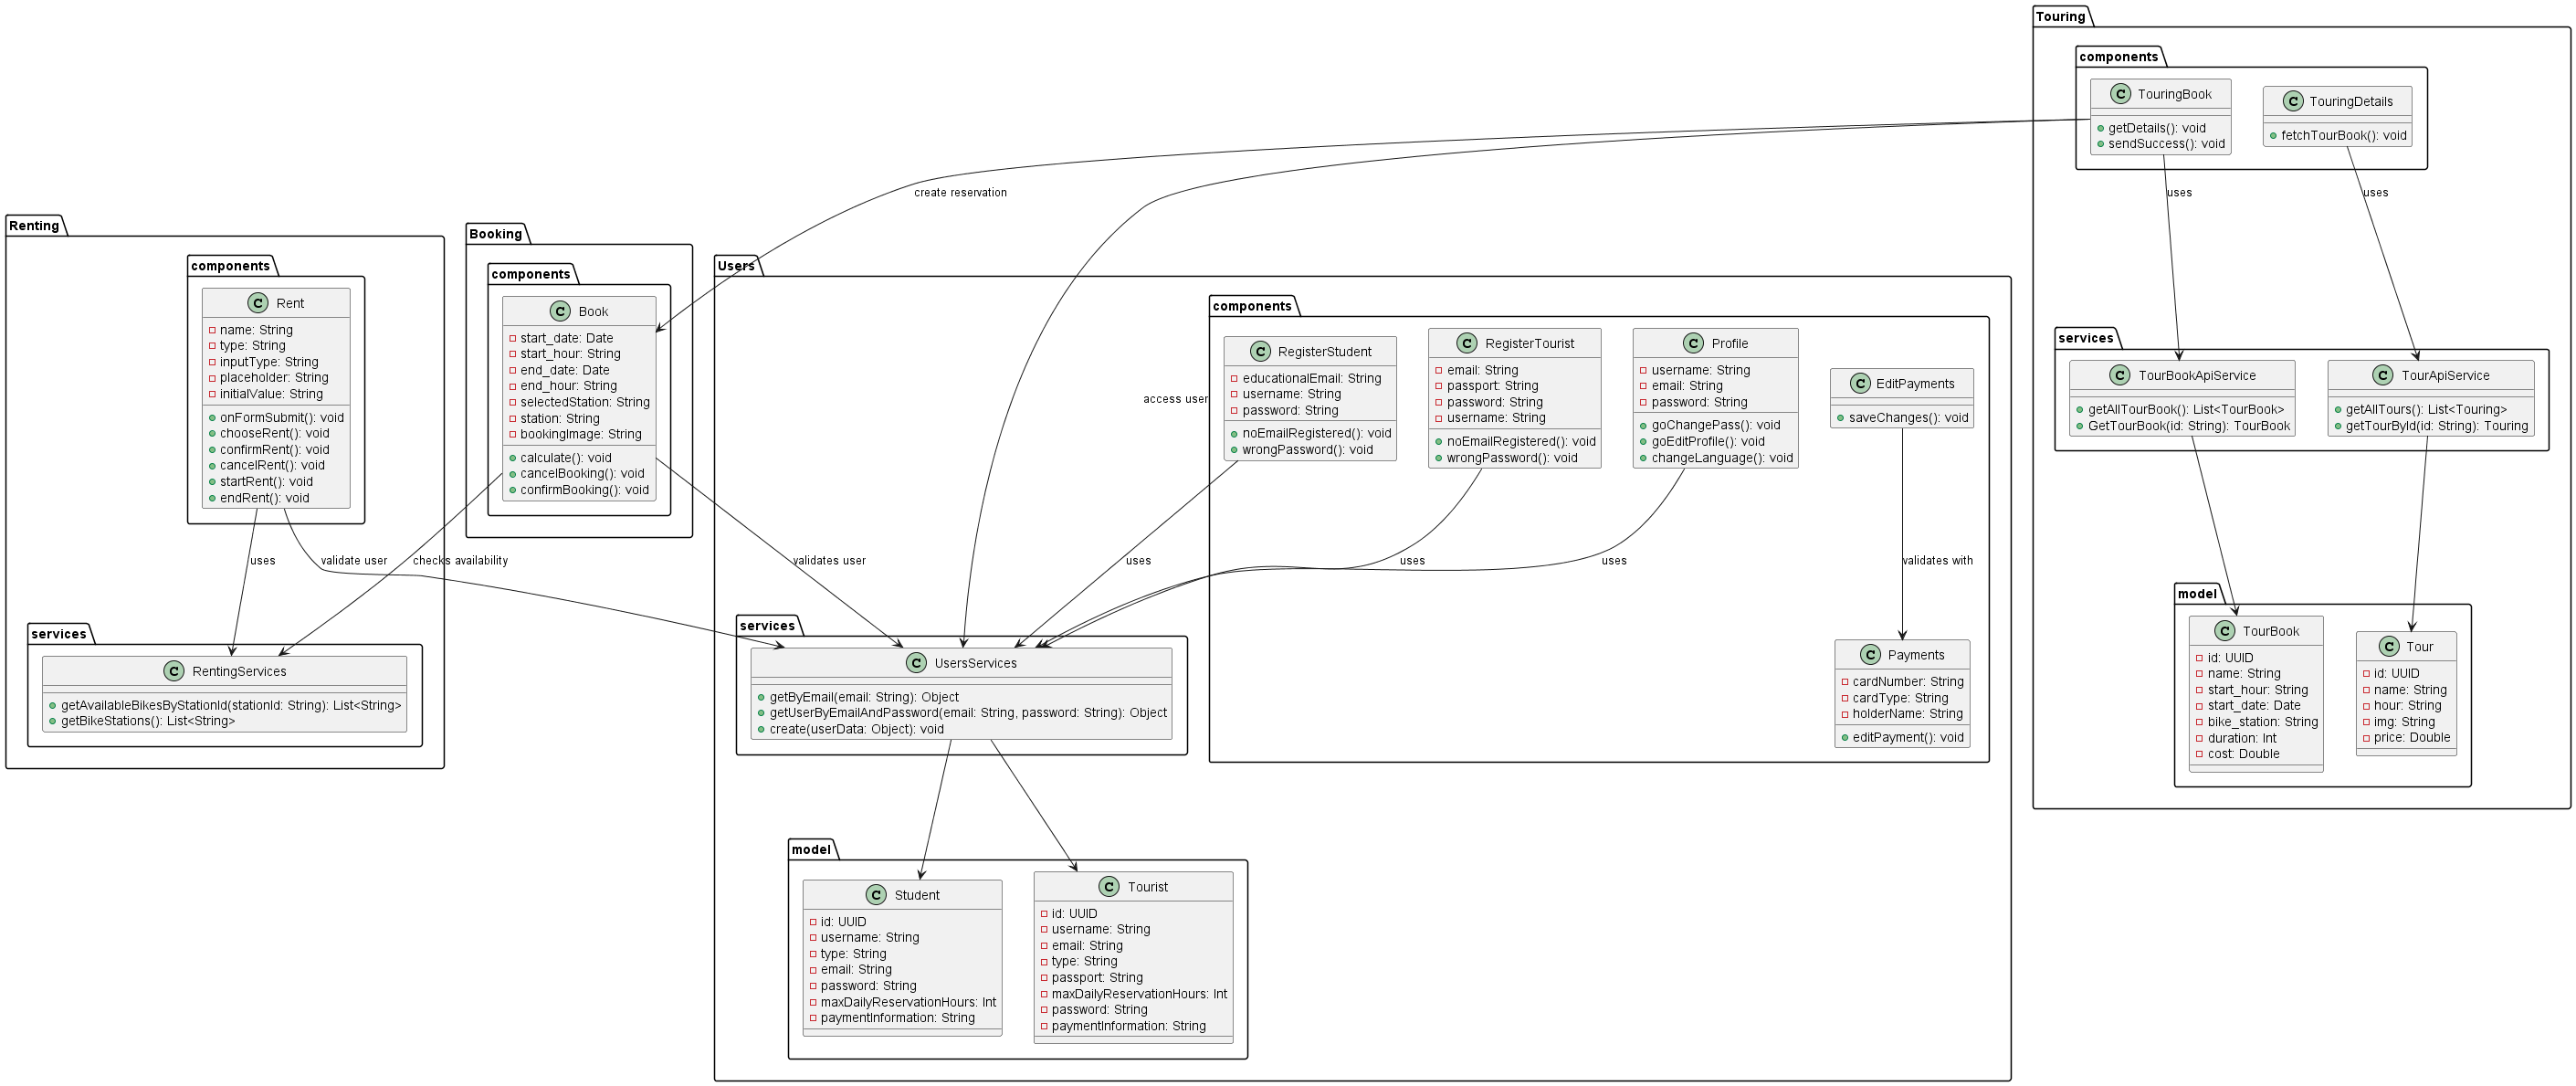 Touring
components
TouringBook
getDetails(): void
sendSuccess(): void
TouringDetails
fetchTourBook(): void
uses
uses
services
TourBookApiService
getAllTourBook(): List<TourBook>
GetTourBook(id: String): TourBook
TourApiService
getAllTours(): List<Touring>
getTourById(id: String): Touring
model
TourBook
id: UUID
name: String
start_hour: String
start_date: Date
bike_station: String
duration: Int
cost: Double
Tour
id: UUID
name: String
hour: String
img: String
price: Double
create reservation
Renting
components
Rent
name: String
type: String
inputType: String
placeholder: String
initialValue: String
onFormSubmit(): void
chooseRent(): void
confirmRent(): void
cancelRent(): void
startRent(): void
endRent(): void
uses
validate user
checks availability
services
RentingServices
getAvailableBikesByStationId(stationId: String): List<String>
getBikeStations(): List<String>
Booking
components
Book
start_date: Date
start_hour: String
end_date: Date
end_hour: String
selectedStation: String
station: String
bookingImage: String
calculate(): void
cancelBooking(): void
confirmBooking(): void
validates user
Users
components
access user
RegisterStudent
educationalEmail: String
username: String
password: String
noEmailRegistered(): void
wrongPassword(): void
RegisterTourist
email: String
passport: String
password: String
username: String
noEmailRegistered(): void
wrongPassword(): void
Profile
username: String
email: String
password: String
goChangePass(): void
goEditProfile(): void
changeLanguage(): void
EditPayments
saveChanges(): void
uses
uses
uses
validates with
Payments
cardNumber: String
cardType: String
holderName: String
editPayment(): void
services
UsersServices
getByEmail(email: String): Object
getUserByEmailAndPassword(email: String, password: String): Object
create(userData: Object): void
model
Student
id: UUID
username: String
type: String
email: String
password: String
maxDailyReservationHours: Int
paymentInformation: String
Tourist
id: UUID
username: String
email: String
type: String
passport: String
maxDailyReservationHours: Int
password: String
paymentInformation: String